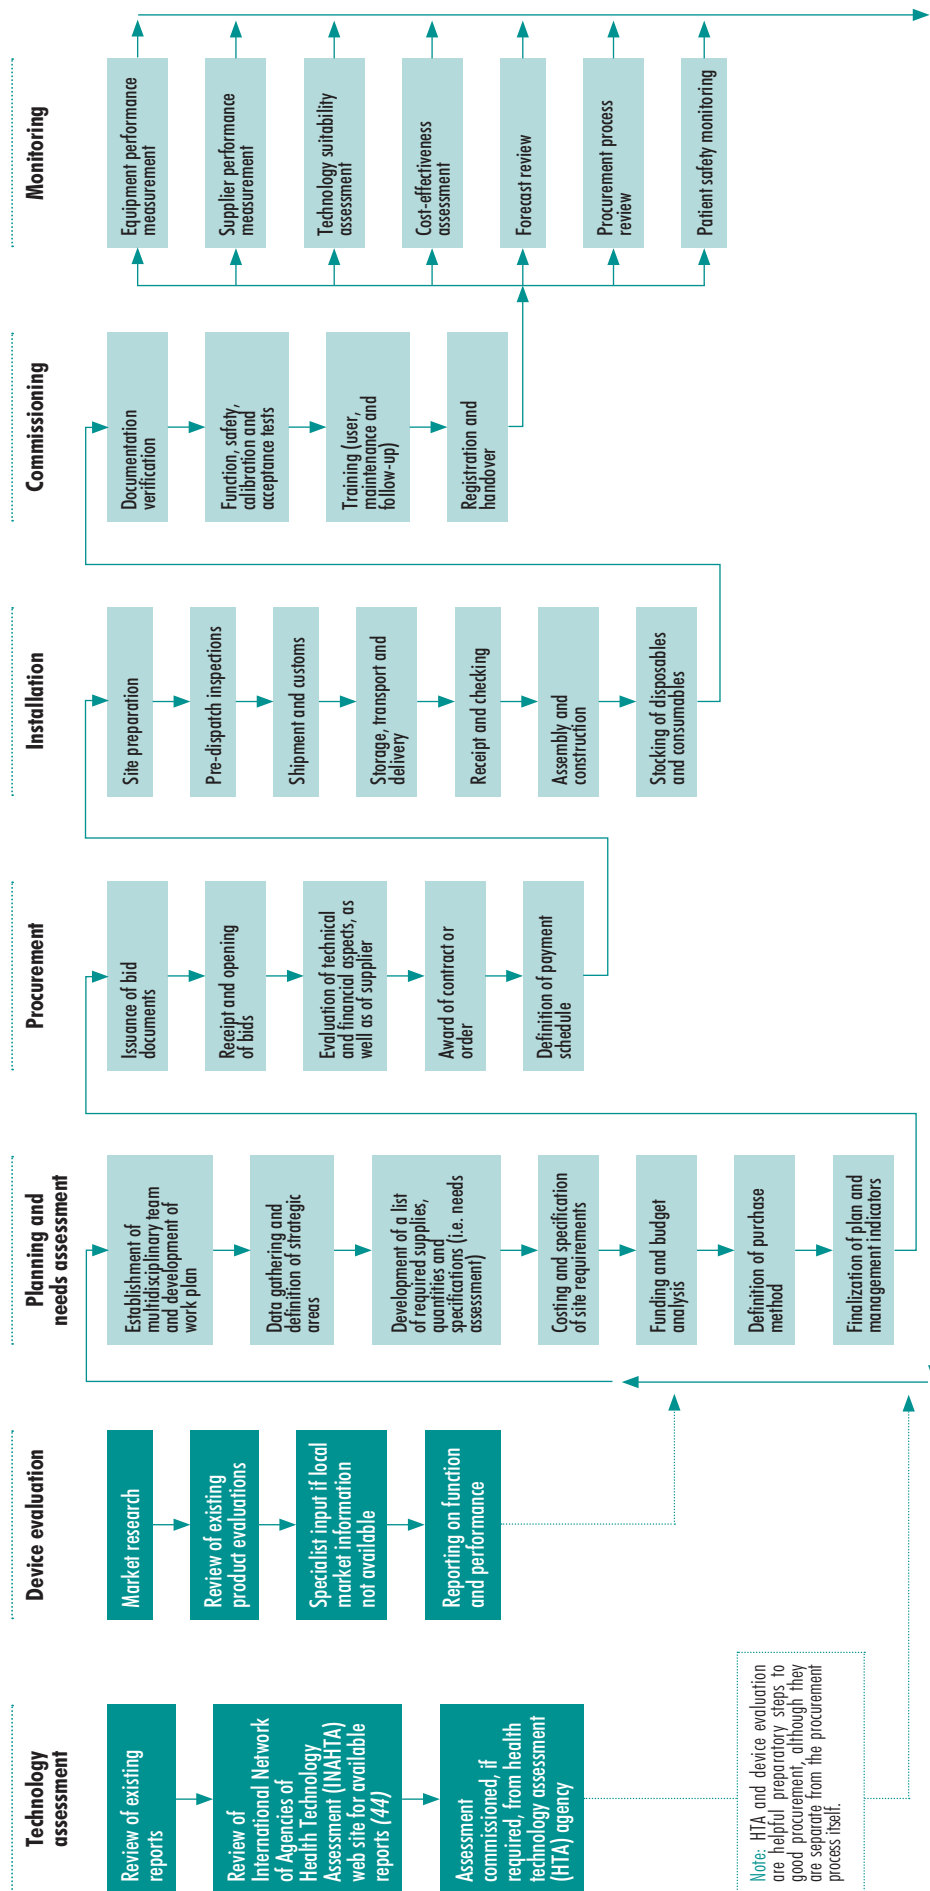 Technology
assessment
Review of existing
reports
Review of
International Network
of Agencies of
Health Technology
Assessment (INAHTA)
web site for available
reports (44)
Assessment
commissioned, if
required, from health
technology assessment
(HTA) agency
Note: HTA and device evaluation
are helpful preparatory steps to
good procurement, although they
are separate from the procurement
process itself.
Device evaluation
Market research
Review of existing
product evaluations
Specialist input if local
market information
not available
Reporting on function
and performance
Planning and
needs assessment
Establishment of
multidisciplinary team
and development of
work plan
Data gathering and
definition of strategic
areas
Development of a list
of required supplies,
quantities and
specifications (i.e. needs
assessment)
Costing and specification
of site requirements
Funding and budget
analysis
Definition of purchase
method
Finalization of plan and
management indicators
Procurement
Issuance of bid
documents
Receipt and opening
of bids
Evaluation of technical
and financial aspects, as
well as of supplier
Award of contract or
order
Definition of payment
schedule
Installation
Site preparation
Pre-dispatch inspections
Shipment and customs
Storage, transport and
delivery
Receipt and checking
Assembly and
construction
Stocking of disposables
and consumables
Commissioning
Documentation
verification
Function, safety,
calibration and
acceptance tests
Training (user,
maintenance and
follow-up)
Registration and
handover
Monitoring
Equipment performance
measurement
Supplier performance
measurement
Technology suitability
assessment
Cost-effectiveness
assessment
Forecast review
Procurement process
review
Patient safety monitoring